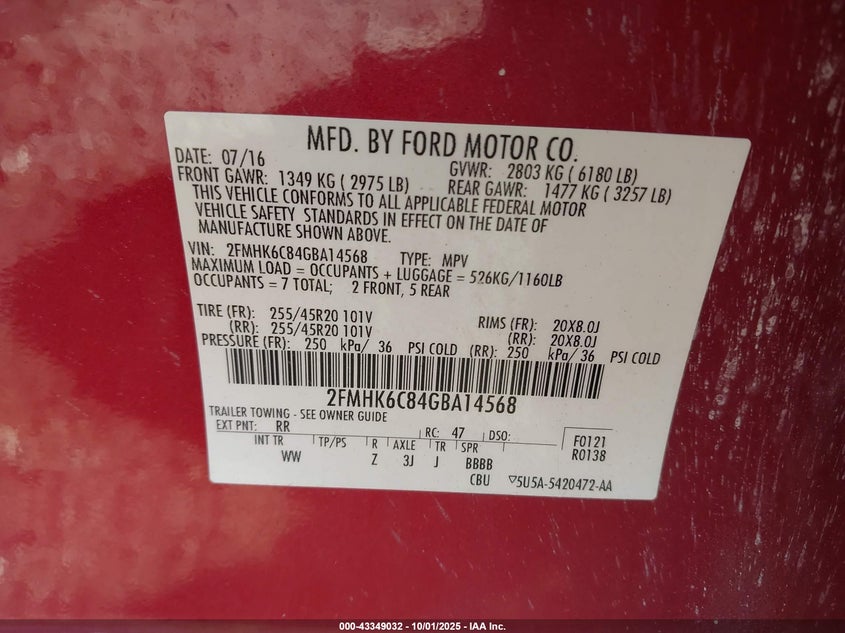 MFD. BY FORD MOTOR CO.
DATE: 07/16 GVWR: 2803 KG ( 6180 LB)
FRONT GAWR: 1349 KG ( 2975 LB) REAR GAWR: 1477 KG ( 3257 LB)
THIS VEHICLE CONFORMS TO ALL APPLICABLE FEDERAL MOTOR
VEHICLE SAFETY STANDARDS IN EFFECT ON THE DATE OF
MANUFACTURE SHOWN ABOVE.
VIN: 2FMHK6C84GBA14568 TYPE: MPV
MAXIMUM LOAD = OCCUPANTS + LUGGAGE = 526KG/1160LB
OCCUPANTS = 7 TOTAL; 2 FRONT, 5 REAR
TIRE (FR): 255/45R20 101V RIMS (FR): 20X8.0J
(RR): 255/45R20 101V (RR): 20X8.0J
PRESSURE (FR): 250 kPa/ 36 PSI COLD (RR): 250 kPa/ 36 PSI COLD
2FMHK6C84GBA14568
TRAILER TOWING - SEE OWNER GUIDE
EXT PNT: RR RC: 47 DSO: F0121
INT TR TP/PS R AXLE TR SPR R0138
WW Z 3J J BBBB
CBU 5U5A-5420472-AA
000-43349032 - 10/01/2025 - IAA Inc.